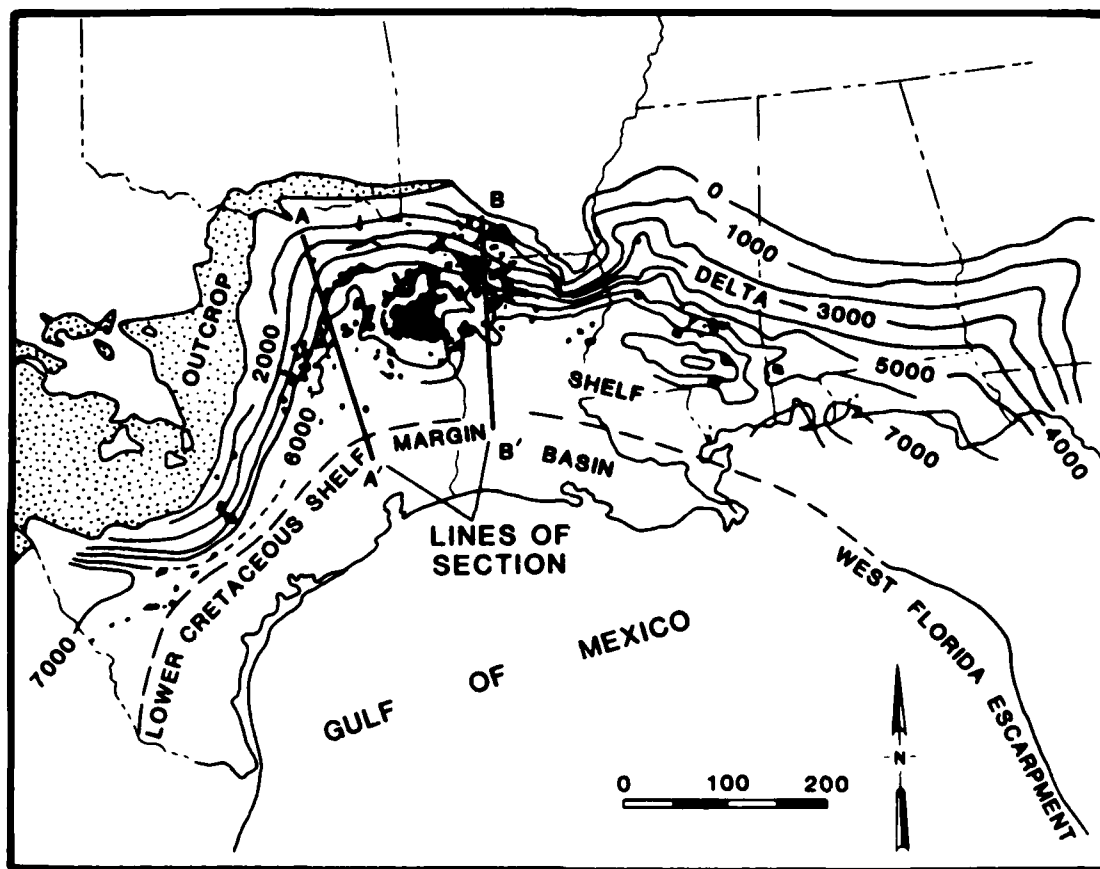 0
1000
B
A
DELTA
3000
OUTCROP
2000
5000
SHELF
6000
4000
7000
MARGIN
B' BASIN
A'
LINES OF
SECTION
LOWER CRETACEOUS SHELF
WEST FLORIDA ESCARPMENT
7000
GULF OF MEXICO
N
0 100 200